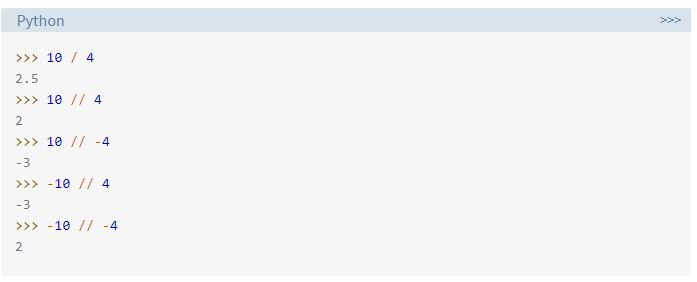 Python >>>
>>> 10 / 4
2.5
>>> 10 // 4
2
>>> 10 // -4
-3
>>> -10 // 4
-3
>>> -10 // -4
2